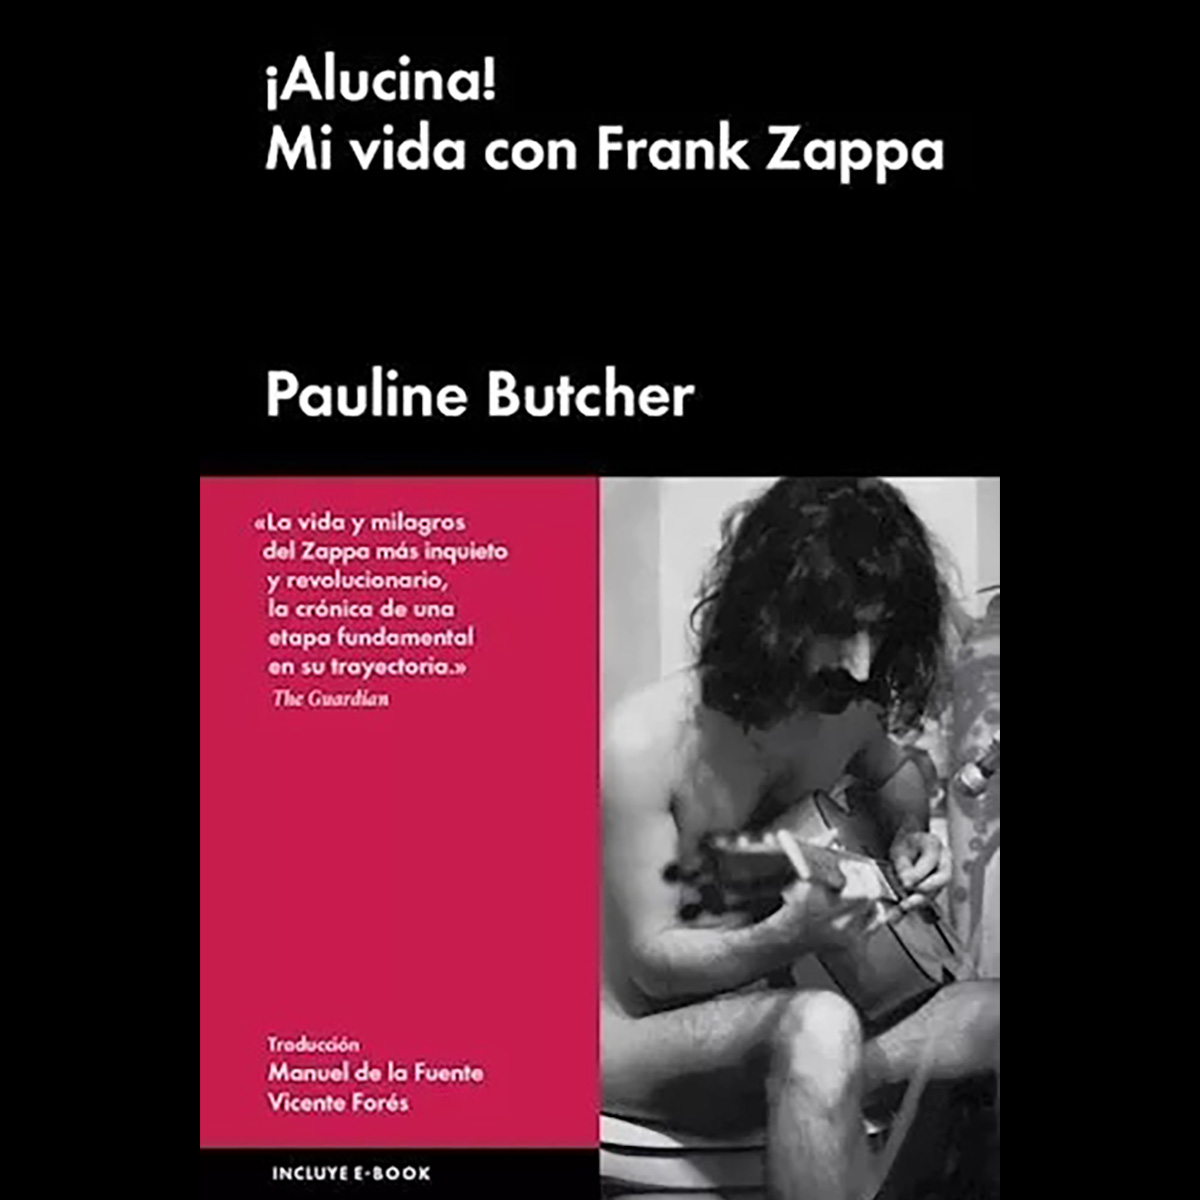 ¡Alucina!
Mi vida con Frank Zappa
Pauline Butcher
«La vida y milagros
del Zappa más inquieto
y revolucionario,
la crónica de una
etapa fundamental
en su trayectoria.»
The Guardian
Traducción
Manuel de la Fuente
Vicente Forés
INCLUYE E-BOOK